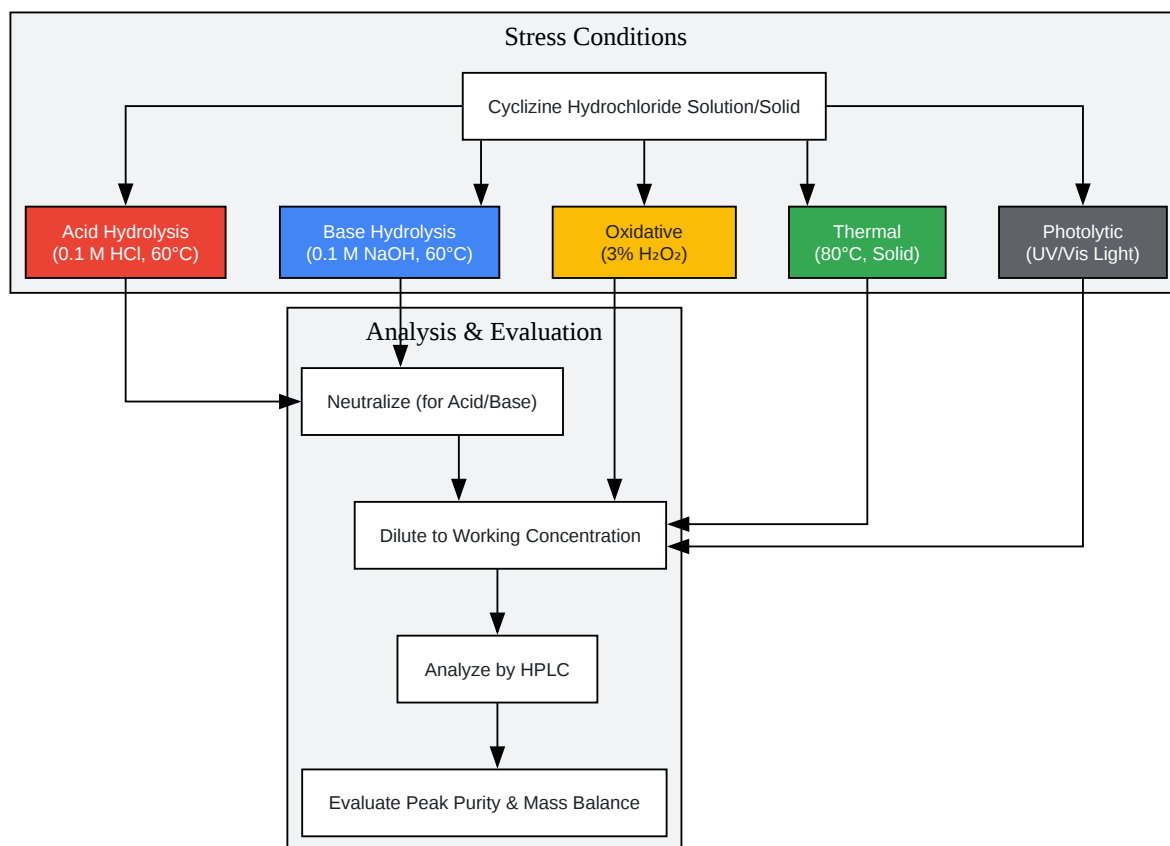 Stress Conditions
Cyclizine Hydrochloride Solution/Solid
Acid Hydrolysis
(0.1 M HCl, 60°C)
Base Hydrolysis
(0.1 M NaOH, 60°C)
Oxidative
(3% H₂O₂)
Thermal
(80°C, Solid)
Photolytic
(UV/Vis Light)
Analysis & Evaluation
Neutralize (for Acid/Base)
Dilute to Working Concentration
Analyze by HPLC
Evaluate Peak Purity & Mass Balance